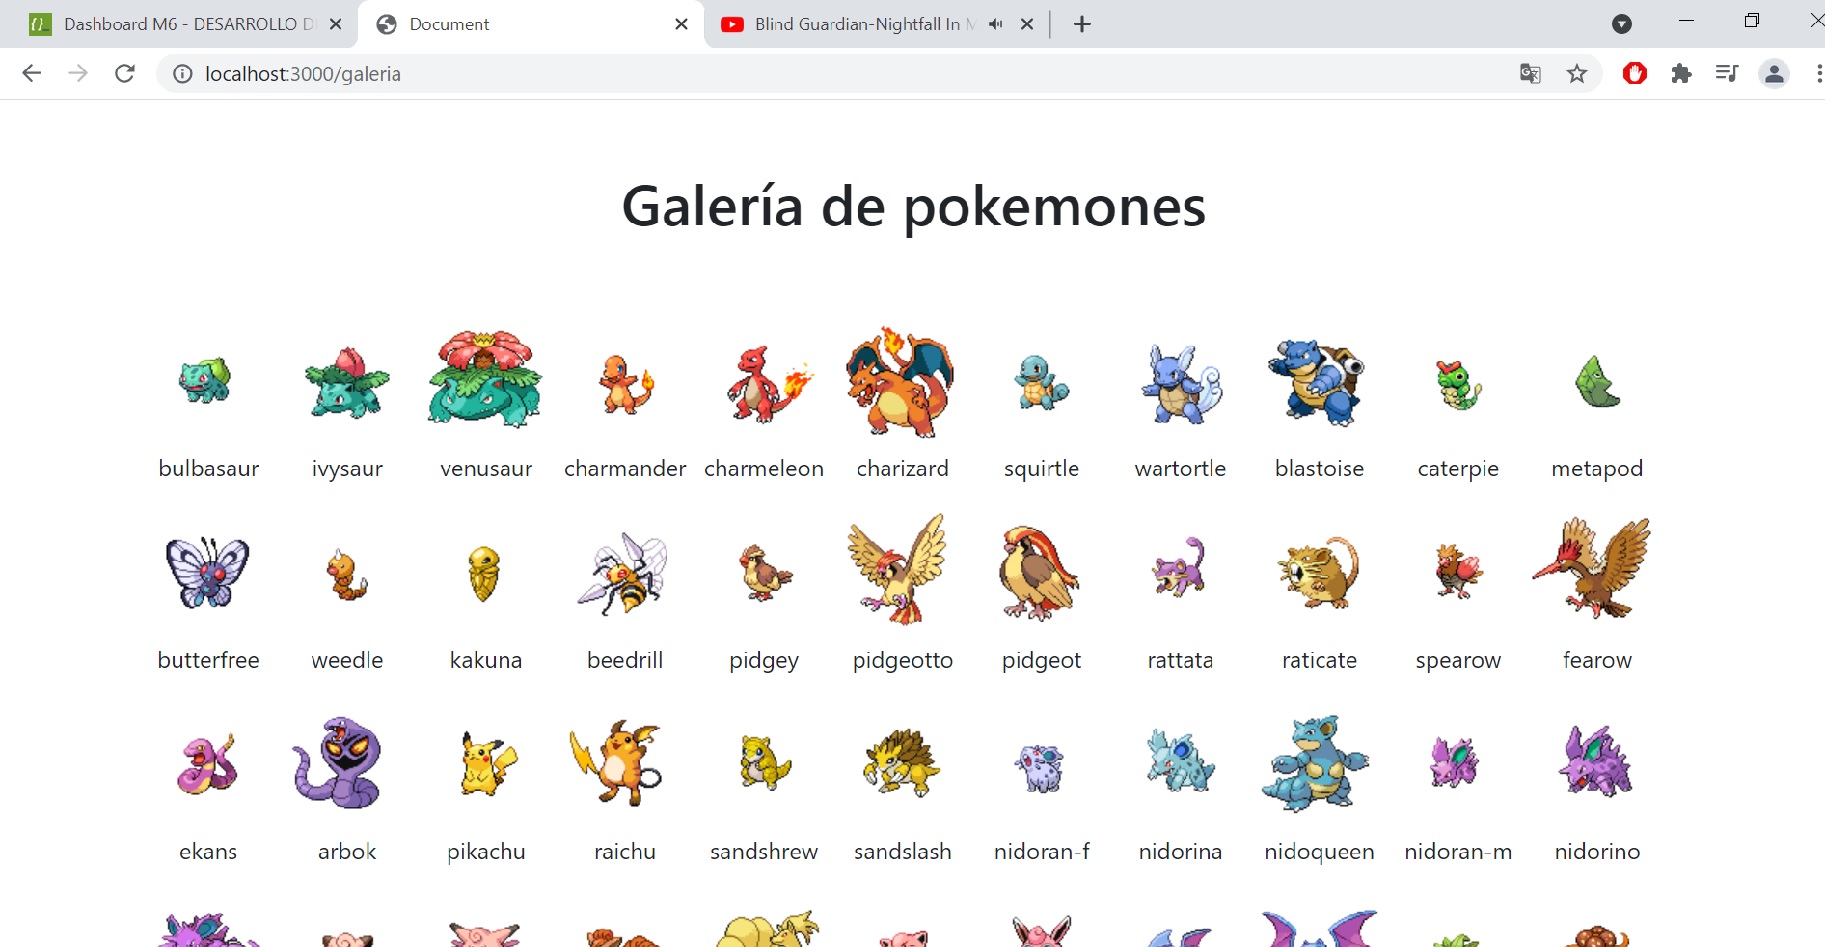 Dashboard M6 - DESARROLLO D
Document
Blind Guardian-Nightfall In M
localhost:3000/galeria
Galería de pokemones
bulbasaur ivysaur venusaur charmander charmeleon charizard squirtle wartortle blastoise caterpie metapod
butterfree weedle kakuna beedrill pidgey pidgeotto pidgeot rattata raticate spearow fearow
ekans arbok pikachu raichu sandshrew sandslash nidoran-f nidorina nidoqueen nidoran-m nidorino